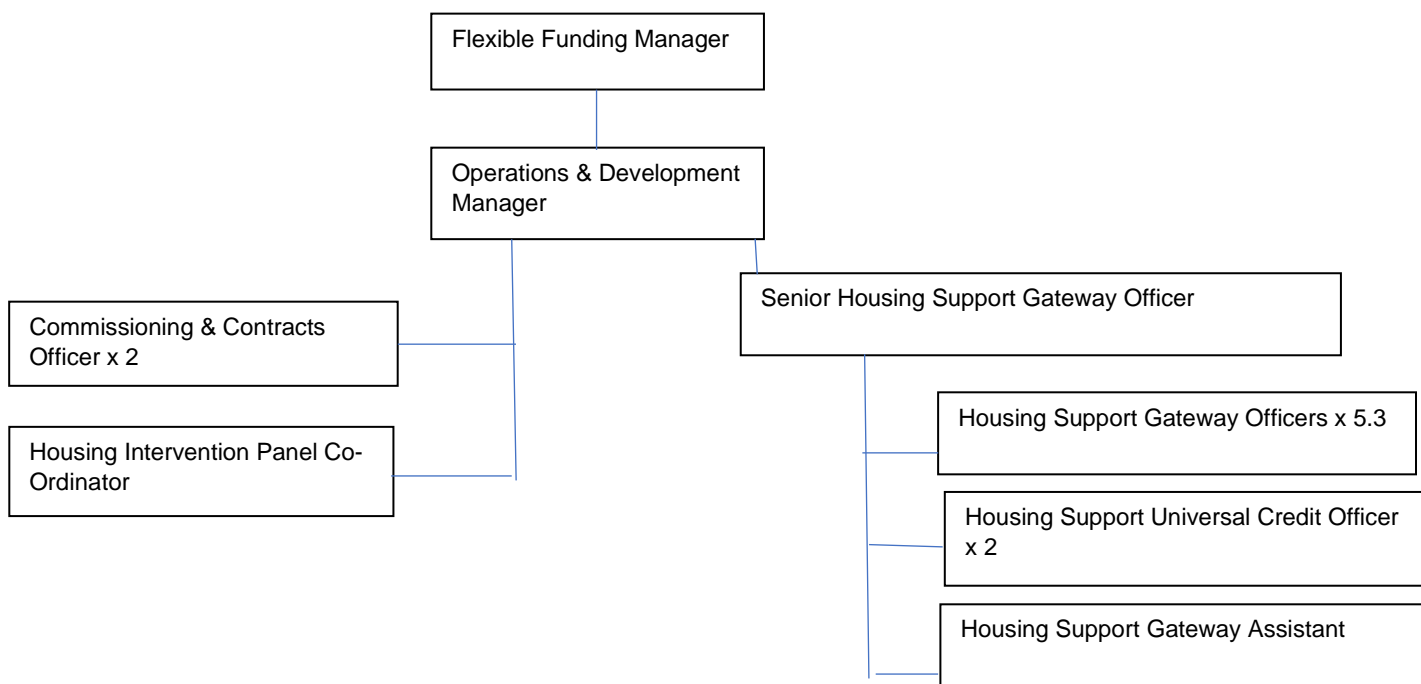 Flexible Funding Manager
Operations & Development
Manager
Senior Housing Support Gateway Officer
Commissioning & Contracts
Officer x 2
Housing Intervention Panel Co-
Ordinator
Housing Support Gateway Officers x 5.3
Housing Support Universal Credit Officer
x 2
Housing Support Gateway Assistant